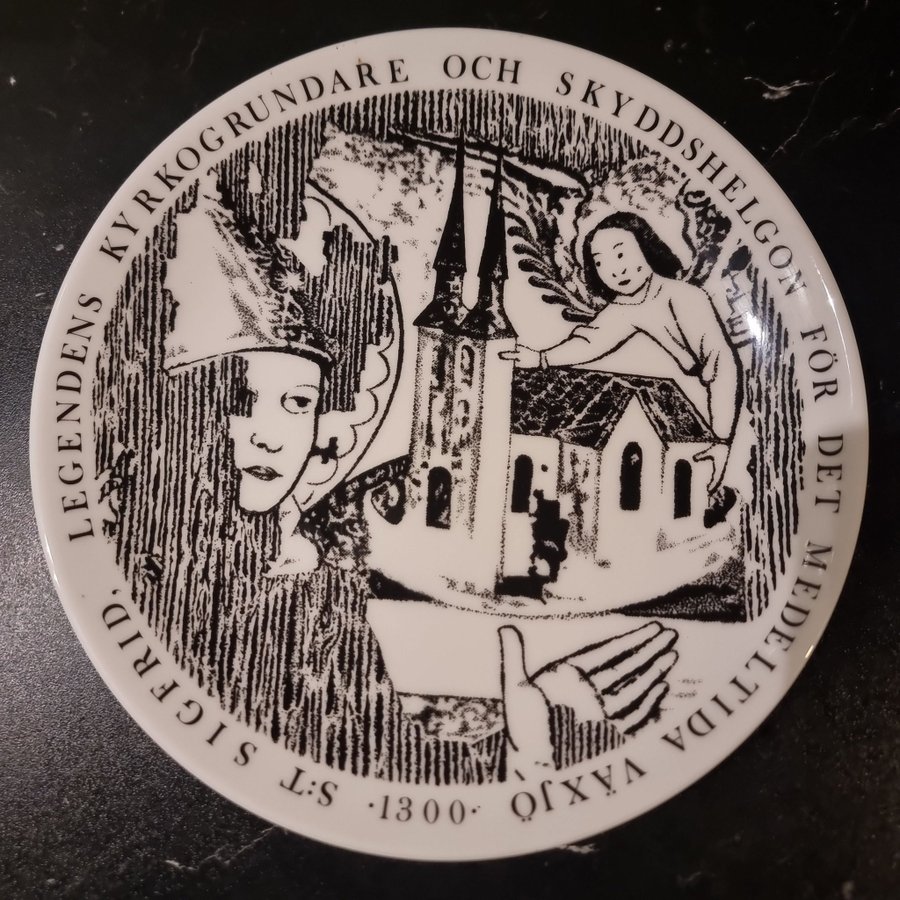 S:T SIGFRID, LEGENDENS KYRKOGRUNDARE OCH SKYDDSHELGON FÖR DET MEDELTIDA VÄXJÖ
·1300·